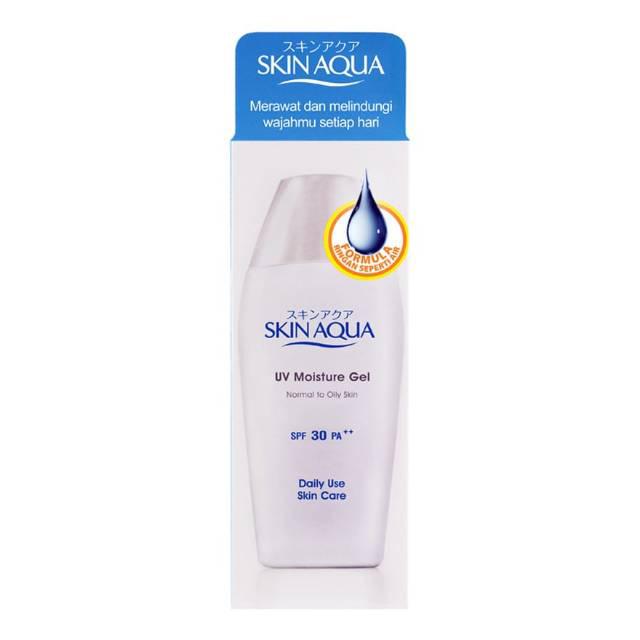 スキンアクア
SKIN AQUA
Merawat dan melindungi
wajahmu setiap hari
FORMULA
RINGAN SEPERTI AIR
スキンアクア
SKIN AQUA
UV Moisture Gel
Normal to Oily Skin
SPF 30 PA++
Daily Use
Skin Care